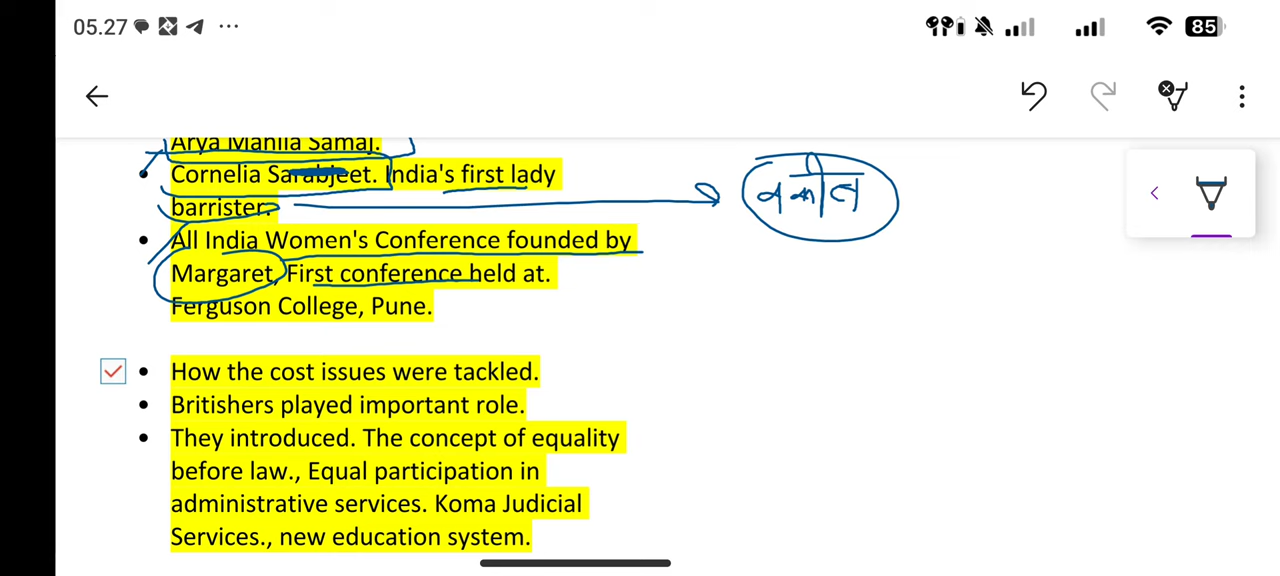 05.27
85
Arya Mahila Samaj.
Cornelia Sarabjeet. India's first lady
barrister.
वकील
All India Women's Conference founded by
Margaret, First conference held at.
Ferguson College, Pune.
How the cost issues were tackled.
Britishers played important role.
They introduced. The concept of equality
before law., Equal participation in
administrative services. Koma Judicial
Services., new education system.